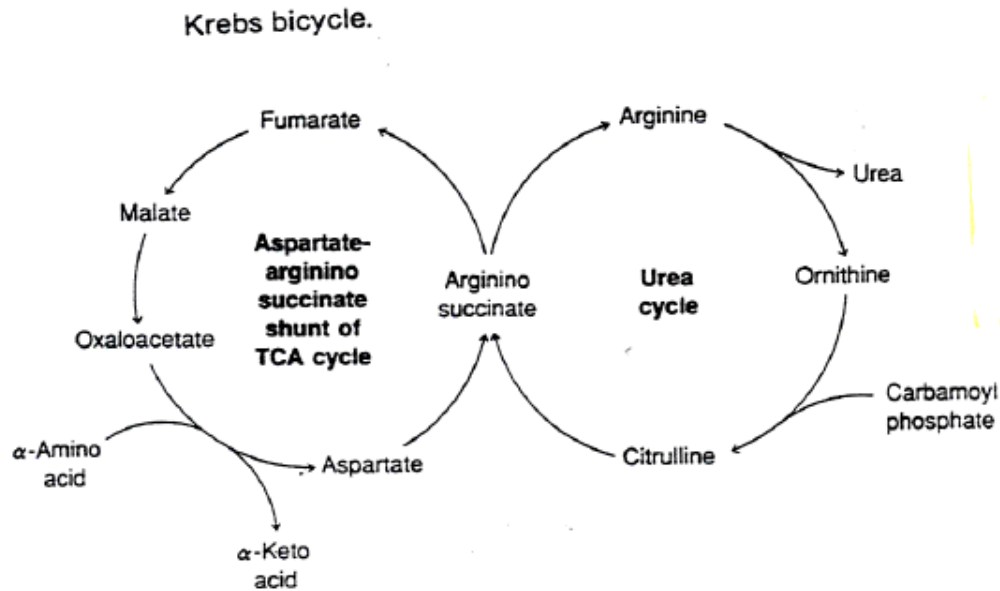 Krebs bicycle.
Fumarate
Arginine
Urea
Malate
Aspartate-
arginino
succinate
shunt of
TCA cycle
Arginino
succinate
Urea
cycle
Ornithine
Oxaloacetate
Carbamoyl
phosphate
α-Amino
acid
Aspartate
Citrulline
α-Keto
acid